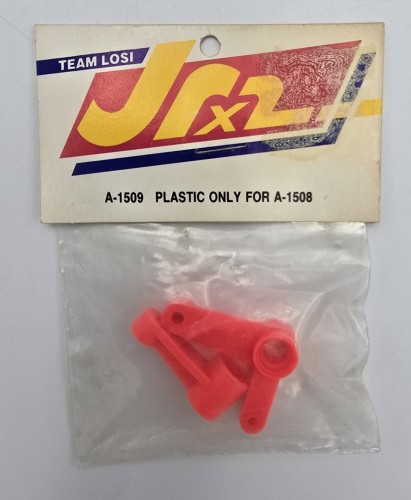 TEAM LOSI
Jrx2
A-1509 PLASTIC ONLY FOR A-1508